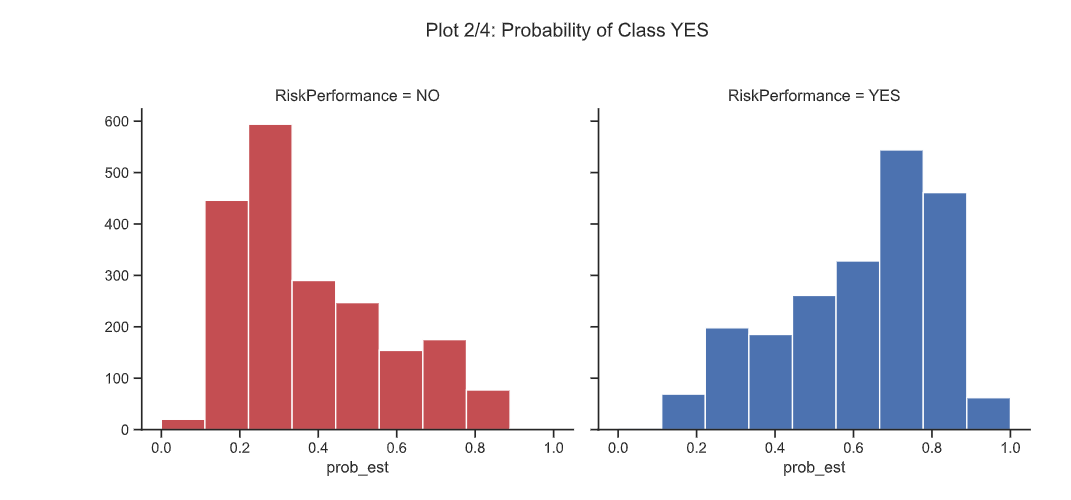 Plot 2/4: Probability of Class YES
RiskPerformance = NO
RiskPerformance = YES
600
500
400
300
200
100
0
0.0 0.2 0.4 0.6 0.8 1.0
0.0 0.2 0.4 0.6 0.8 1.0
prob_est
prob_est